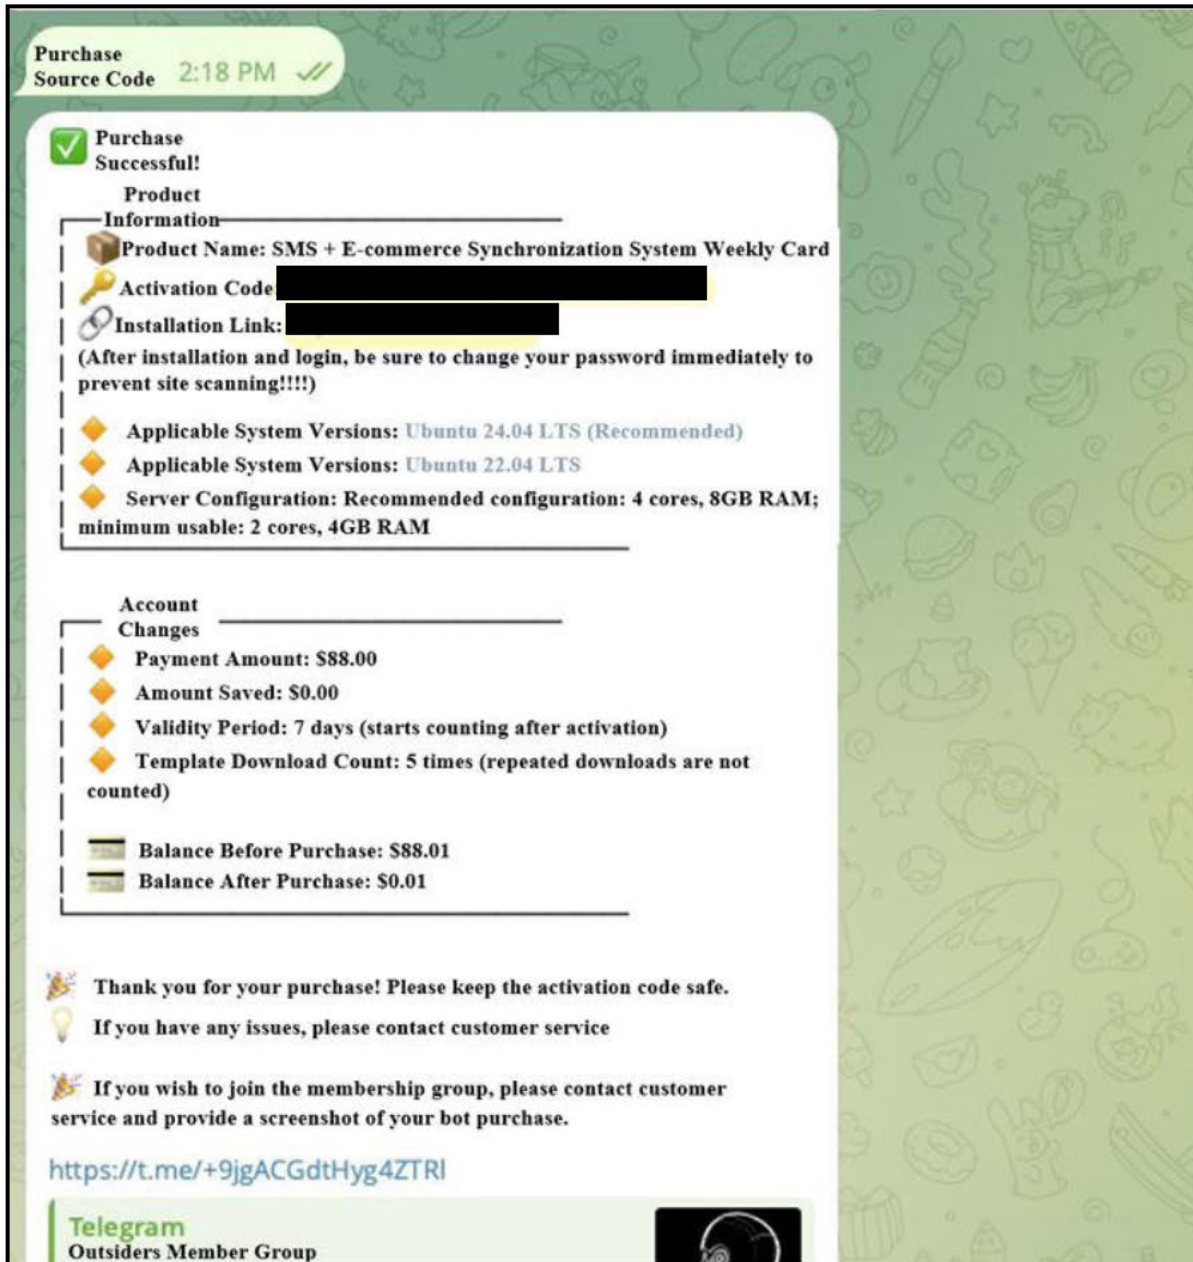 Purchase
Source Code 2:18 PM
Purchase
Successful!
Product
Information
Product Name: SMS + E-commerce Synchronization System Weekly Card
Activation Code
Installation Link:
(After installation and login, be sure to change your password immediately to
prevent site scanning!!!!)
Applicable System Versions: Ubuntu 24.04 LTS (Recommended)
Applicable System Versions: Ubuntu 22.04 LTS
Server Configuration: Recommended configuration: 4 cores, 8GB RAM;
minimum usable: 2 cores, 4GB RAM
Account
Changes
Payment Amount: $88.00
Amount Saved: $0.00
Validity Period: 7 days (starts counting after activation)
Template Download Count: 5 times (repeated downloads are not
counted)
Balance Before Purchase: $88.01
Balance After Purchase: $0.01
Thank you for your purchase! Please keep the activation code safe.
If you have any issues, please contact customer service
If you wish to join the membership group, please contact customer
service and provide a screenshot of your bot purchase.
https://t.me/+9jgACGdtHyg4ZTRl
Telegram
Outsiders Member Group